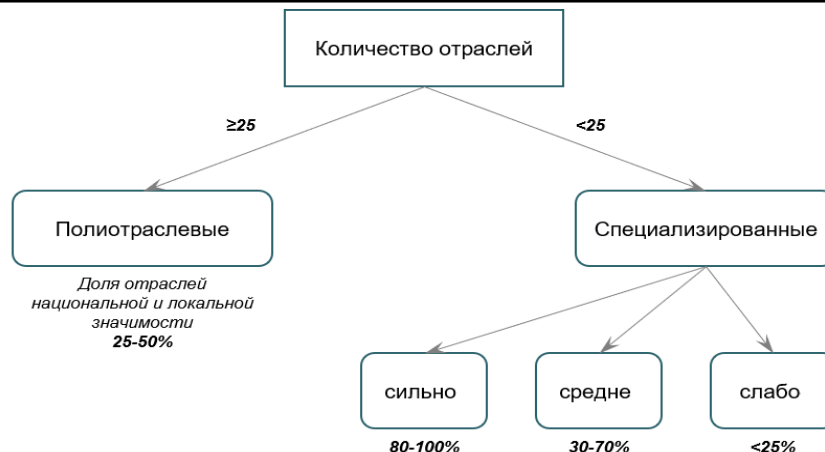 Количество отраслей
≥25
<25
Полиотраслевые
Специализированные
Доля отраслей
национальной и локальной
значимости
25-50%
сильно
средне
слабо
80-100%
30-70%
<25%